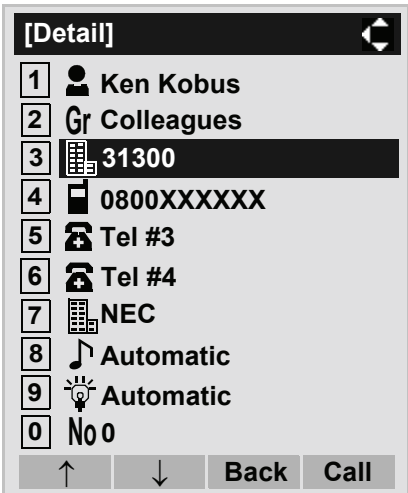 [Detail]
1 Ken Kobus
2 Gr Colleagues
3 31300
4 0800XXXXXX
5 Tel #3
6 Tel #4
7 NEC
8 Automatic
9 Automatic
0 No 0
↑ ↓ Back Call